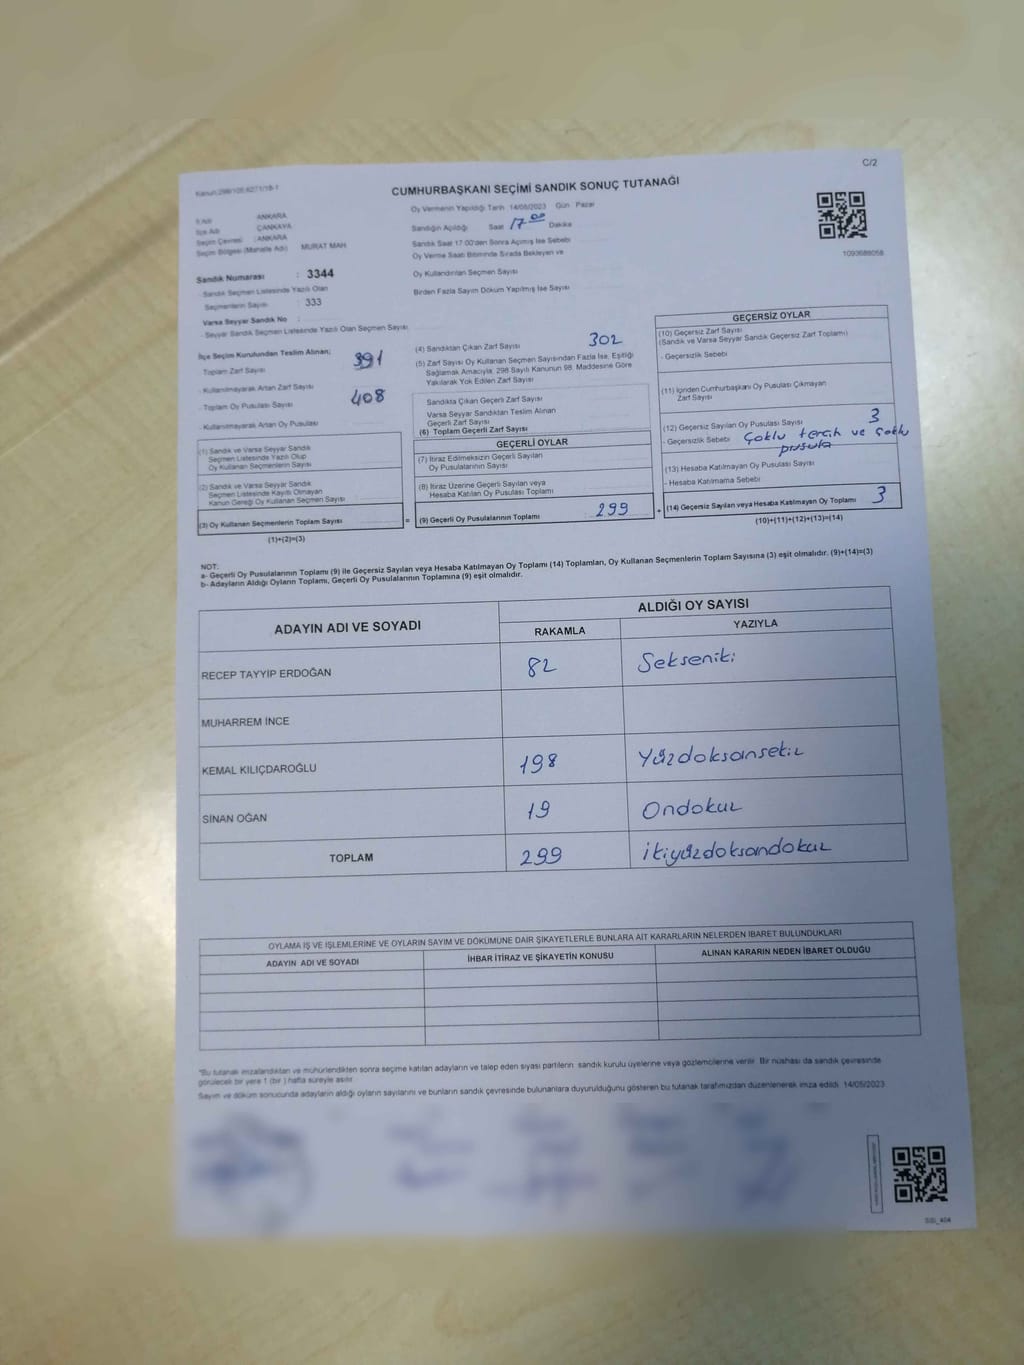 C/2
Kanun:298/105,6271/18-1
CUMHURBAŞKANI SEÇİMİ SANDIK SONUÇ TUTANAĞI
İl Adı : ANKARA
İlçe Adı : ÇANKAYA
Seçim Çevresi : ANKARA
Seçim Bölgesi (Mahalle Adı) : MURAT MAH
Sandık Numarası : 3344
- Sandık Seçmen Listesinde Yazılı Olan
Seçmenlerin Sayısı : 333
Varsa Seyyar Sandık No :
- Seyyar Sandık Seçmen Listesinde Yazılı Olan Seçmen Sayısı
İlçe Seçim Kurulundan Teslim Alınan;
Toplam Zarf Sayısı 391
- Kullanılmayarak Artan Zarf Sayısı
- Toplam Oy Pusulası Sayısı 408
- Kullanılmayarak Artan Oy Pusulası
(1) Sandık ve Varsa Seyyar Sandık
Seçmen Listesinde Yazılı Olup
Oy Kullanan Seçmenlerin Sayısı
(2) Sandık ve Varsa Seyyar Sandık
Seçmen Listesinde Kayıtlı Olmayan
Kanun Gereği Oy Kullanan Seçmen Sayısı
(3) Oy Kullanan Seçmenlerin Toplam Sayısı
(1)+(2)=(3)
Oy Vermenin Yapıldığı Tarih 14/05/2023 Gün Pazar
Sandığın Açıldığı Saat 17 00 Dakika
Sandık Saat 17.00'den Sonra Açılmış İse Sebebi
Oy Verme Saati Bitiminde Sırada Bekleyen ve
Oy Kullandırılan Seçmen Sayısı
Birden Fazla Sayım Döküm Yapılmış İse Sayısı
(4) Sandıktan Çıkan Zarf Sayısı 302
(5) Zarf Sayısı Oy Kullanan Seçmen Sayısından Fazla İse, Eşitliği
Sağlamak Amacıyla, 298 Sayılı Kanunun 98. Maddesine Göre
Yakılarak Yok Edilen Zarf Sayısı
Sandıkta Çıkan Geçerli Zarf Sayısı
Varsa Seyyar Sandıktan Teslim Alınan
Geçerli Zarf Sayısı
(6) Toplam Geçerli Zarf Sayısı
GEÇERLİ OYLAR
(7) İtiraz Edilmeksizin Geçerli Sayılan
Oy Pusulalarının Sayısı
(8) İtiraz Üzerine Geçerli Sayılan veya
Hesaba Katılan Oy Pusulası Toplamı
= (9) Geçerli Oy Pusulalarının Toplamı 299
1093688058
GEÇERSİZ OYLAR
(10) Geçersiz Zarf Sayısı
(Sandık ve Varsa Seyyar Sandık Geçersiz Zarf Toplamı)
- Geçersizlik Sebebi
(11) İçinden Cumhurbaşkanı Oy Pusulası Çıkmayan
Zarf Sayısı
(12) Geçersiz Sayılan Oy Pusulası Sayısı 3
- Geçersizlik Sebebi Çoklu tercih ve çoklu
pusula
(13) Hesaba Katılmayan Oy Pusulası Sayısı
- Hesaba Katılmama Sebebi
+ (14) Geçersiz Sayılan veya Hesaba Katılmayan Oy Toplamı 3
(10)+(11)+(12)+(13)=(14)
NOT:
a- Geçerli Oy Pusulalarının Toplamı (9) ile Geçersiz Sayılan veya Hesaba Katılmayan Oy Toplamı (14) Toplamları, Oy Kullanan Seçmenlerin Toplam Sayısına (3) eşit olmalıdır. (9)+(14)=(3)
b- Adayların Aldığı Oyların Toplamı, Geçerli Oy Pusulalarının Toplamına (9) eşit olmalıdır.
ADAYIN ADI VE SOYADI
ALDIĞI OY SAYISI
RAKAMLA YAZIYLA
RECEP TAYYİP ERDOĞAN 82 Sekseniki
MUHARREM İNCE
KEMAL KILIÇDAROĞLU 198 Yüzdoksansekiz
SİNAN OĞAN 19 Ondokuz
TOPLAM 299 ikiyüzdoksandokuz
OYLAMA İŞ VE İŞLEMLERİNE VE OYLARIN SAYIM VE DÖKÜMÜNE DAİR ŞİKAYETLERLE BUNLARA AİT KARARLARIN NELERDEN İBARET BULUNDUKLARI
ADAYIN ADI VE SOYADI İHBAR İTİRAZ VE ŞİKAYETİN KONUSU ALINAN KARARIN NEDEN İBARET OLDUĞU
"Bu tutanak imzalandıktan ve mühürlendikten sonra seçime katılan adayların ve talep eden siyasi partilerin sandık kurulu üyelerine veya gözlemcilerine verilir. Bir nüshası da sandık çevresinde
görülecek bir yere 1 (bir) hafta süreyle asılır.
Sayım ve döküm sonucunda adayların aldığı oyların sayılarını ve bunların sandık çevresinde bulunanlara duyurulduğunu gösteren bu tutanak tarafımızdan düzenlenerek imza edildi. 14/05/2023
SSI_404